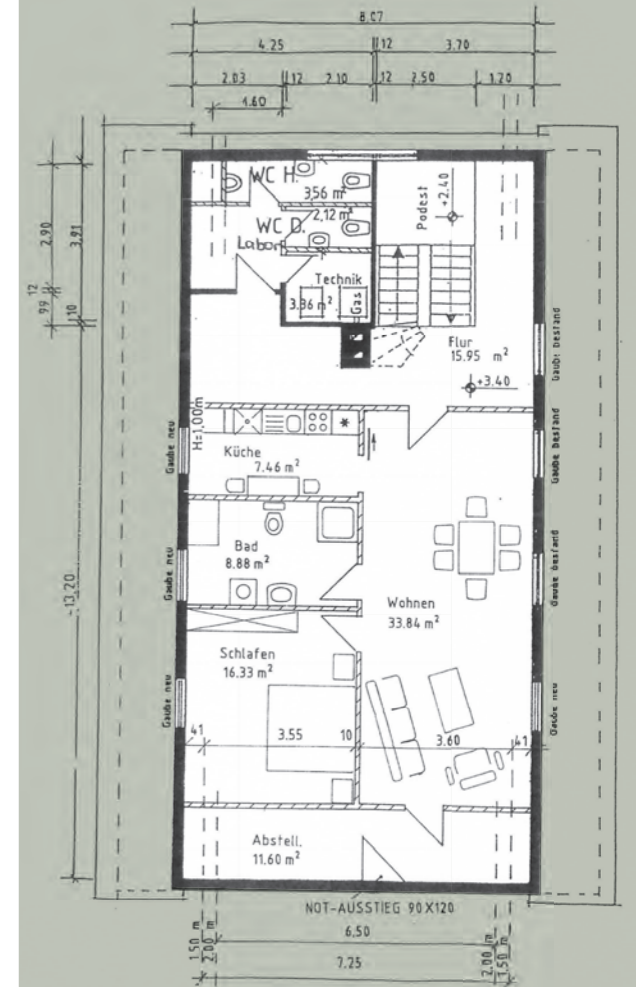 8.07
4.25 12 3.70
2.03 12 2.10 12 2.50 1.20
1.60
2.90
3.91
12
99
10
~13,20
WC H.
3,56 m²
WC D.
2,12 m²
Labor
Technik
3.36 m²
Gas
Podest
+2.40
Flur
15.95 m²
+3.40
Gaube bestand
H=1,00m
Gaube neu
Küche
7.46 m²
*
Gaube bestand
Bad
8.88 m²
Gaube neu
Gaube bestand
Wohnen
33.84 m²
Schlafen
16.33 m²
Gaube neu
Gaube neu
41 3.55 10 3.60 41
Abstell.
11.60 m²
NOT-AUSSTIEG 90X120
1.50 m
2.00 m
6.50
2.00 m
1.50 m
7.25